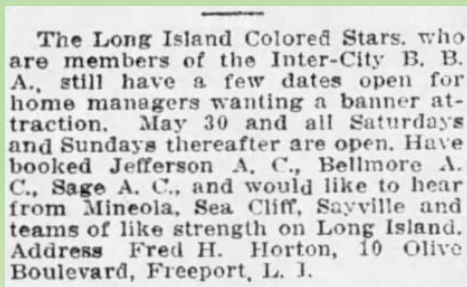 The Long Island Colored Stars. who
are members of the Inter-City B. B.
A., still have a few dates open for
home managers wanting a banner at-
traction. May 30 and all Saturdays
and Sundays thereafter are open. Have
booked Jefferson A. C., Bellmore A.
C., Sage A. C., and would like to hear
from Mineola, Sea Cliff, Sayville and
teams of like strength on Long Island.
Address Fred H. Horton, 10 Olive
Boulevard, Freeport, L. I.